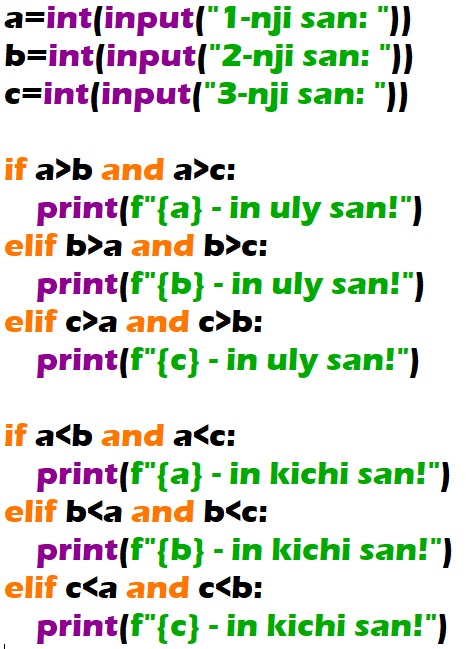 a=int(input("1-nji san: "))
b=int(input("2-nji san: "))
c=int(input("3-nji san: "))
if a>b and a>c:
    print(f"{a} - in uly san!")
elif b>a and b>c:
    print(f"{b} - in uly san!")
elif c>a and c>b:
    print(f"{c} - in uly san!")
if a<b and a<c:
    print(f"{a} - in kichi san!")
elif b<a and b<c:
    print(f"{b} - in kichi san!")
elif c<a and c<b:
    print(f"{c} - in kichi san!")